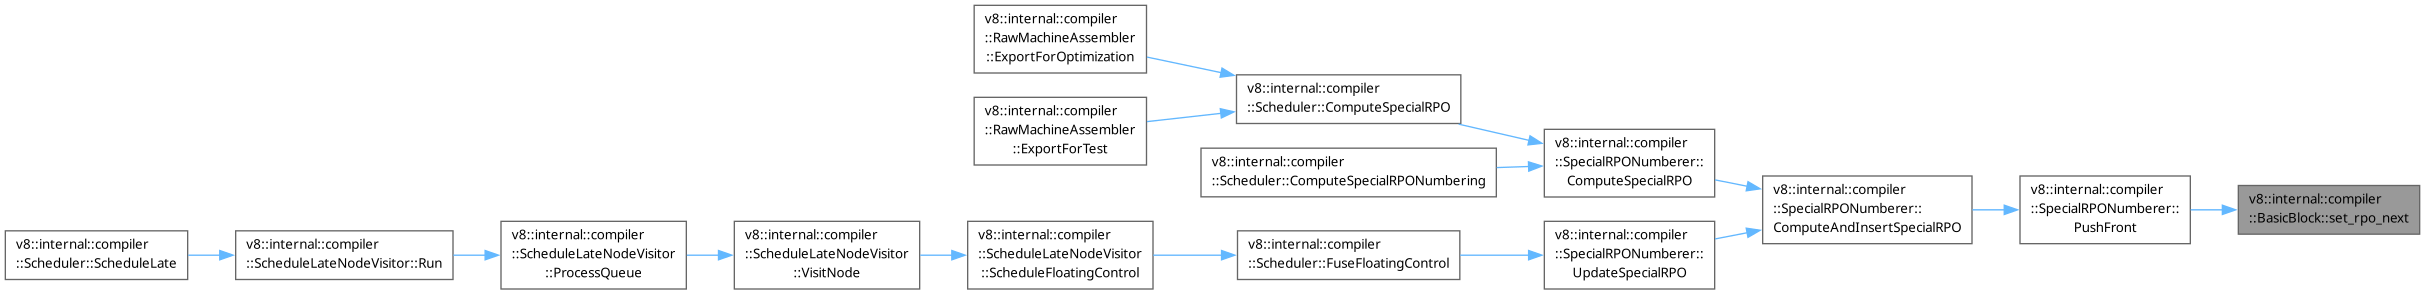 v8::internal::compiler
::RawMachineAssembler
::ExportForOptimization
v8::internal::compiler
::Scheduler::ComputeSpecialRPO
v8::internal::compiler
::RawMachineAssembler
::ExportForTest
v8::internal::compiler
::SpecialRPONumberer::
ComputeSpecialRPO
v8::internal::compiler
::Scheduler::ComputeSpecialRPONumbering
v8::internal::compiler
::SpecialRPONumberer::
ComputeAndInsertSpecialRPO
v8::internal::compiler
::SpecialRPONumberer::
PushFront
v8::internal::compiler
::BasicBlock::set_rpo_next
v8::internal::compiler
::Scheduler::ScheduleLate
v8::internal::compiler
::ScheduleLateNodeVisitor::Run
v8::internal::compiler
::ScheduleLateNodeVisitor
::ProcessQueue
v8::internal::compiler
::ScheduleLateNodeVisitor
::VisitNode
v8::internal::compiler
::ScheduleLateNodeVisitor
::ScheduleFloatingControl
v8::internal::compiler
::Scheduler::FuseFloatingControl
v8::internal::compiler
::SpecialRPONumberer::
UpdateSpecialRPO